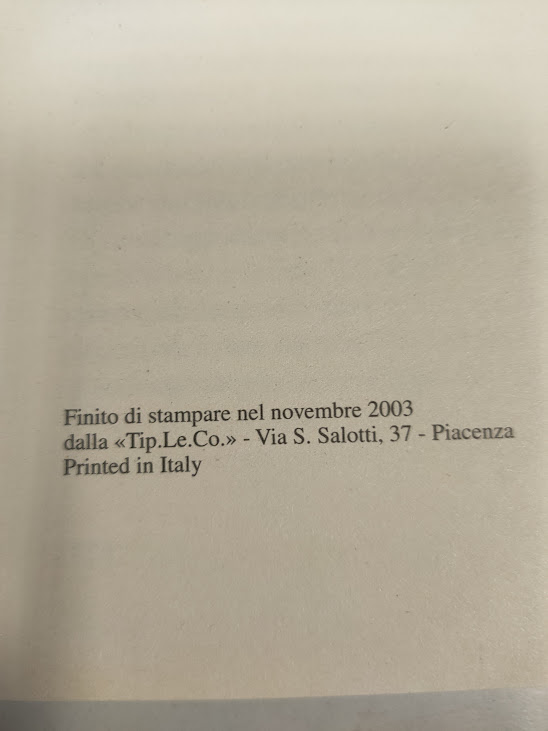 Finito di stampare nel novembre 2003
dalla «Tip.Le.Co.» - Via S. Salotti, 37 - Piacenza
Printed in Italy